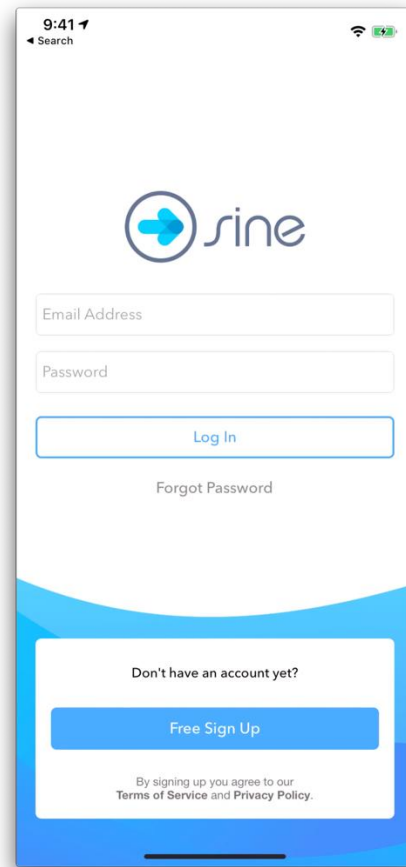 9:41
◀ Search
sine
Email Address
Password
Log In
Forgot Password
Don't have an account yet?
Free Sign Up
By signing up you agree to our
Terms of Service and Privacy Policy.